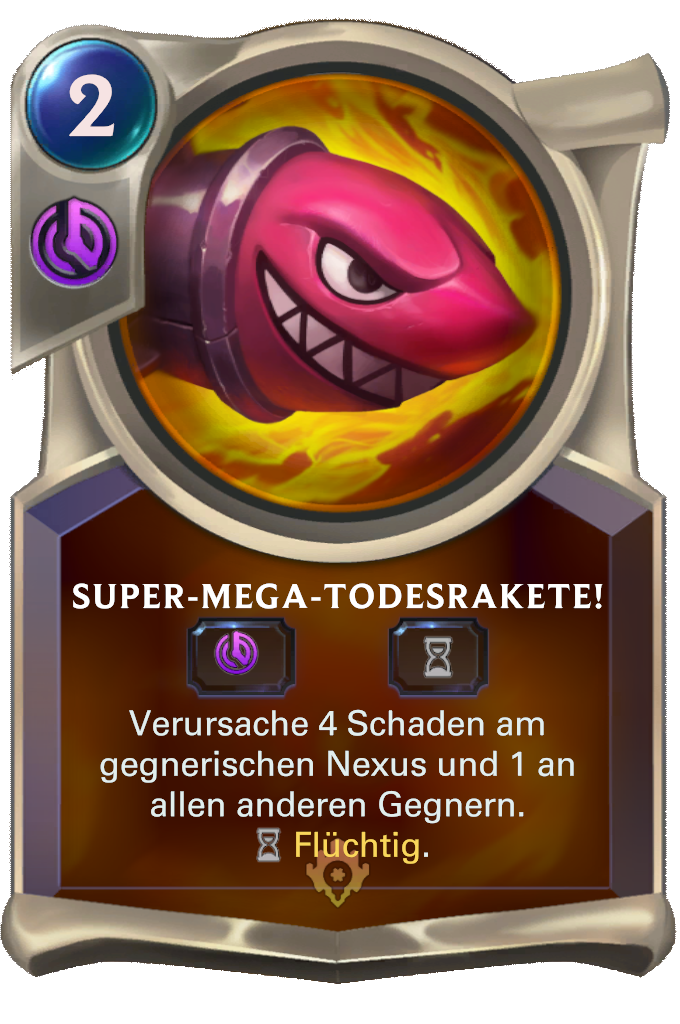 2
SUPER-MEGA-TODESRAKETE!
Verursache 4 Schaden am
gegnerischen Nexus und 1 an
allen anderen Gegnern.
Flüchtig.